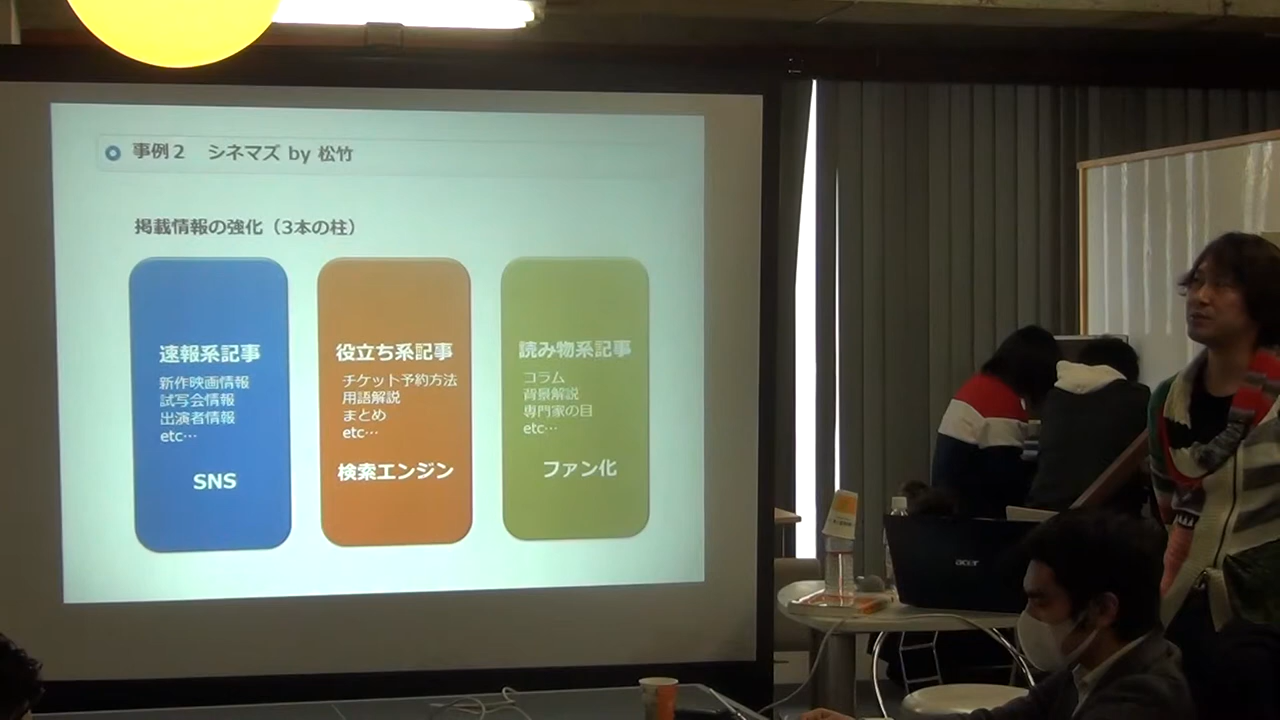 事例２　シネマズ by 松竹
掲載情報の強化（3本の柱）
速報系記事
新作映画情報
試写会情報
出演者情報
etc…
SNS
役立ち系記事
チケット予約方法
用語解説
まとめ
etc…
検索エンジン
読み物系記事
コラム
背景解説
専門家の目
etc…
ファン化
acer